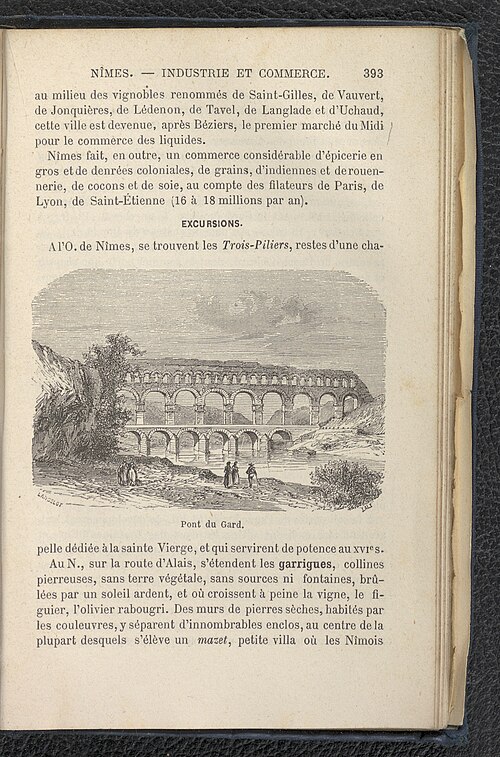 NÎMES. — INDUSTRIE ET COMMERCE. 393
au milieu des vignobles renommés de Saint-Gilles, de Vauvert,
de Jonquières, de Lédenon, de Tavel, de Langlade et d'Uchaud,
cette ville est devenue, après Béziers, le premier marché du Midi
pour le commerce des liquides.
Nîmes fait, en outre, un commerce considérable d'épicerie en
gros et de denrées coloniales, de grains, d'indiennes et de rouen-
nerie, de cocons et de soie, au compte des filateurs de Paris, de
Lyon, de Saint-Étienne (16 à 18 millions par an).
EXCURSIONS.
A l'O. de Nîmes, se trouvent les Trois-Piliers, restes d'une cha-
Pont du Gard.
pelle dédiée à la sainte Vierge, et qui servirent de potence au XVIe s.
Au N., sur la route d'Alais, s'étendent les garrigues, collines
pierreuses, sans terre végétale, sans sources ni fontaines, brû-
lées par un soleil ardent, et où croissent à peine la vigne, le fi-
guier, l'olivier rabougri. Des murs de pierres sèches, habités par
les couleuvres, y séparent d'innombrables enclos, au centre de la
plupart desquels s'élève un mazet, petite villa où les Nîmois